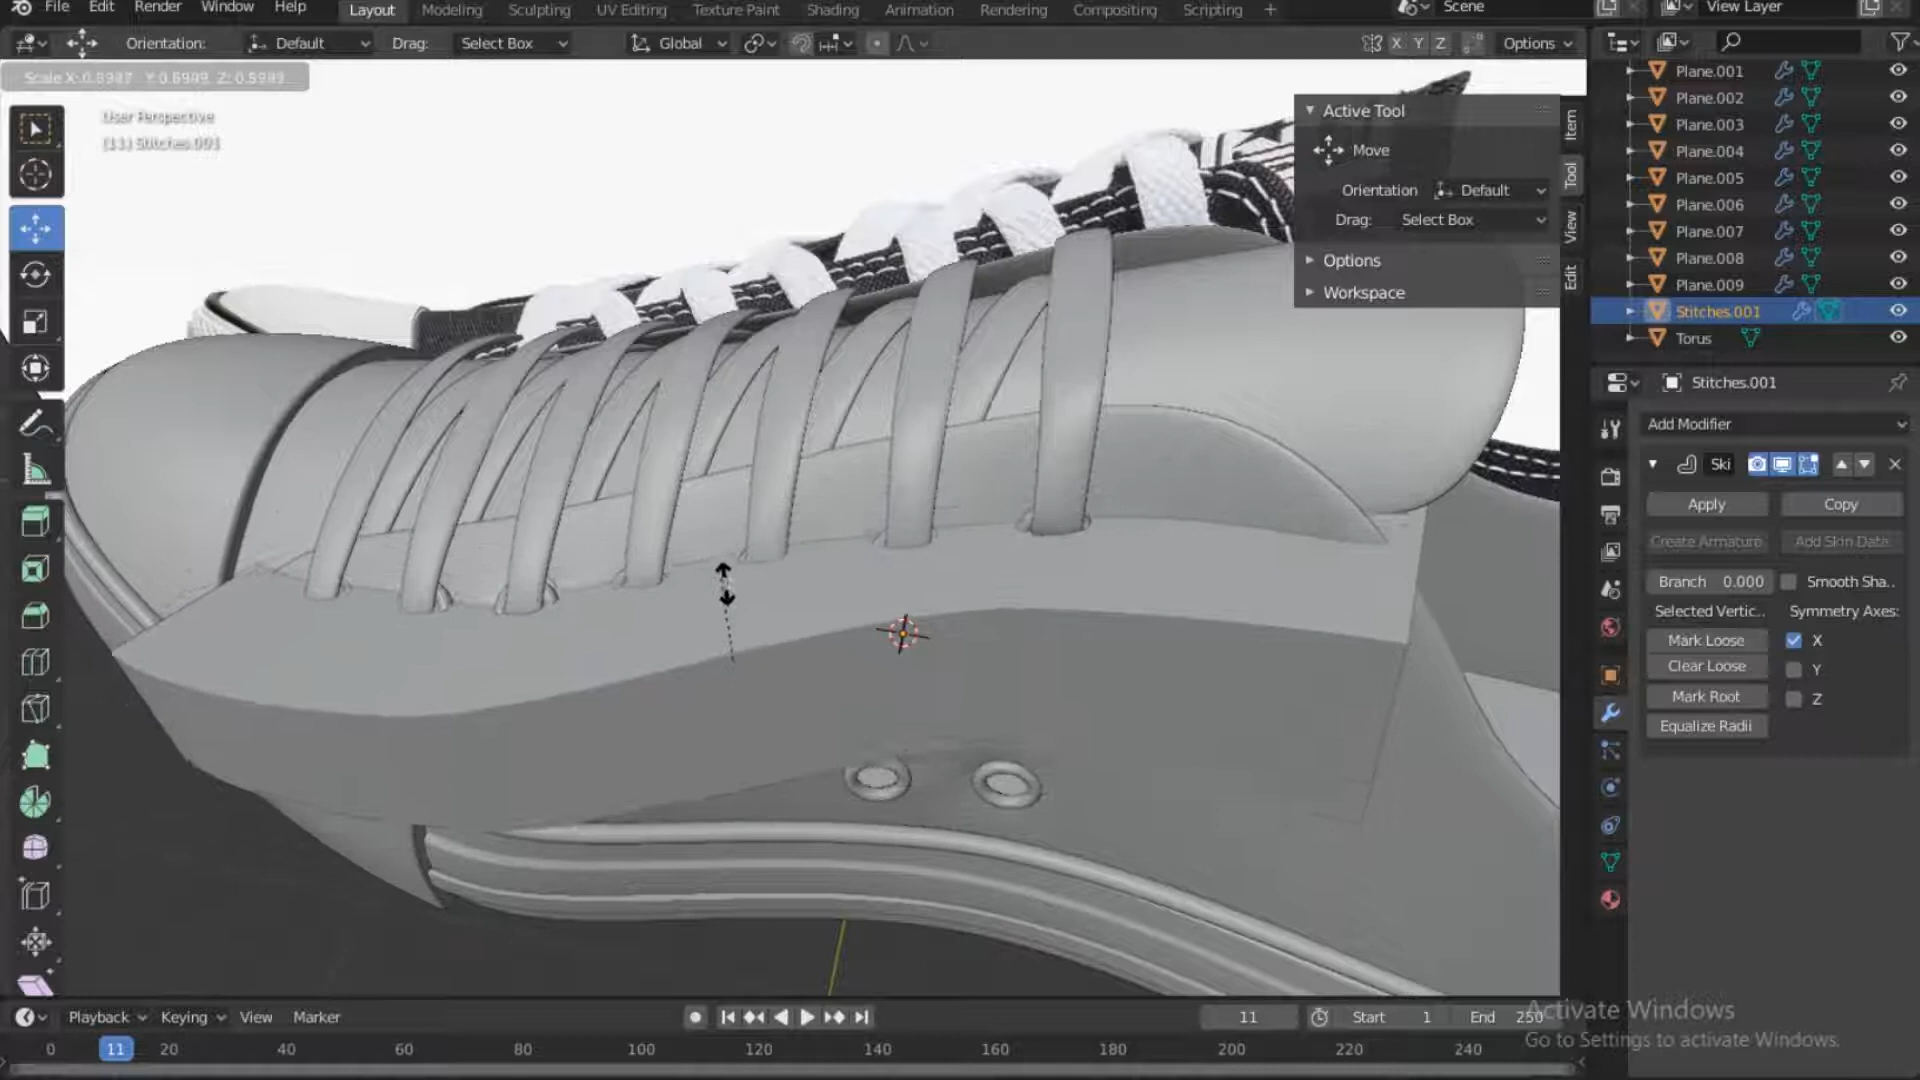 File Edit Render Window Help Layout Modeling Sculpting UV Editing Texture Paint Shading Animation Rendering Compositing Scripting + Scene View Layer
Orientation: Default Drag: Select Box Global X Y Z Options
User Perspective
(11) Stitches.001
Active Tool
Move
Orientation Default
Drag: Select Box
Options
Workspace
Item
Tool
View
Edit
Plane.001
Plane.002
Plane.003
Plane.004
Plane.005
Plane.006
Plane.007
Plane.008
Plane.009
Stitches.001
Torus
Stitches.001
Add Modifier
Ski
Apply Copy
Create Armature Add Skin Data
Branch 0.000 Smooth Sha..
Selected Vertic.. Symmetry Axes:
Mark Loose X
Clear Loose Y
Mark Root Z
Equalize Radii
Playback Keying View Marker 11 Start 1 End 250
0 11 20 40 60 80 100 120 140 160 180 200 220 240
Activate Windows
Go to Settings to activate Windows.